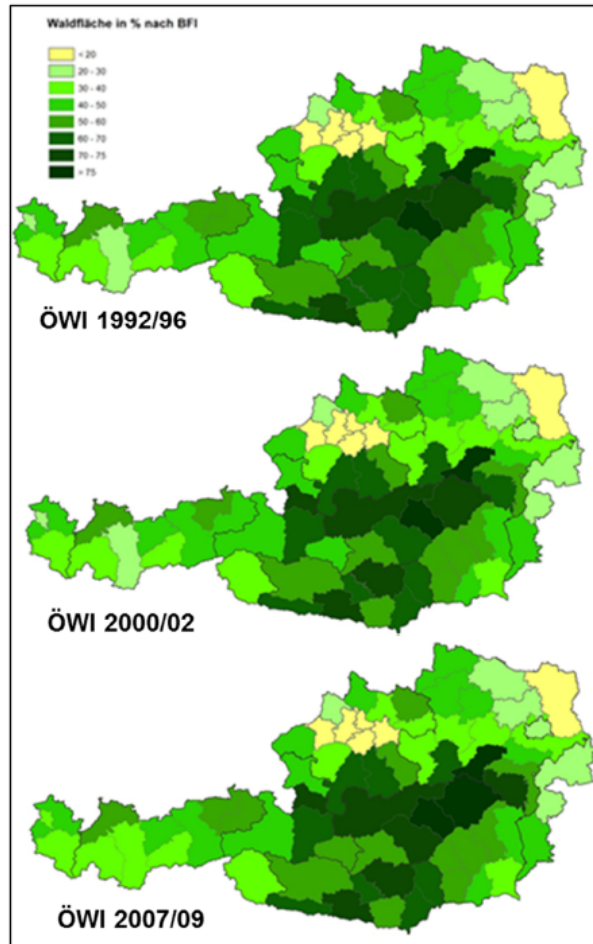 Waldfläche in % nach BFI
< 20
20 - 30
30 - 40
40 - 50
50 - 60
60 - 70
70 - 75
> 75
ÖWI 1992/96
ÖWI 2000/02
ÖWI 2007/09